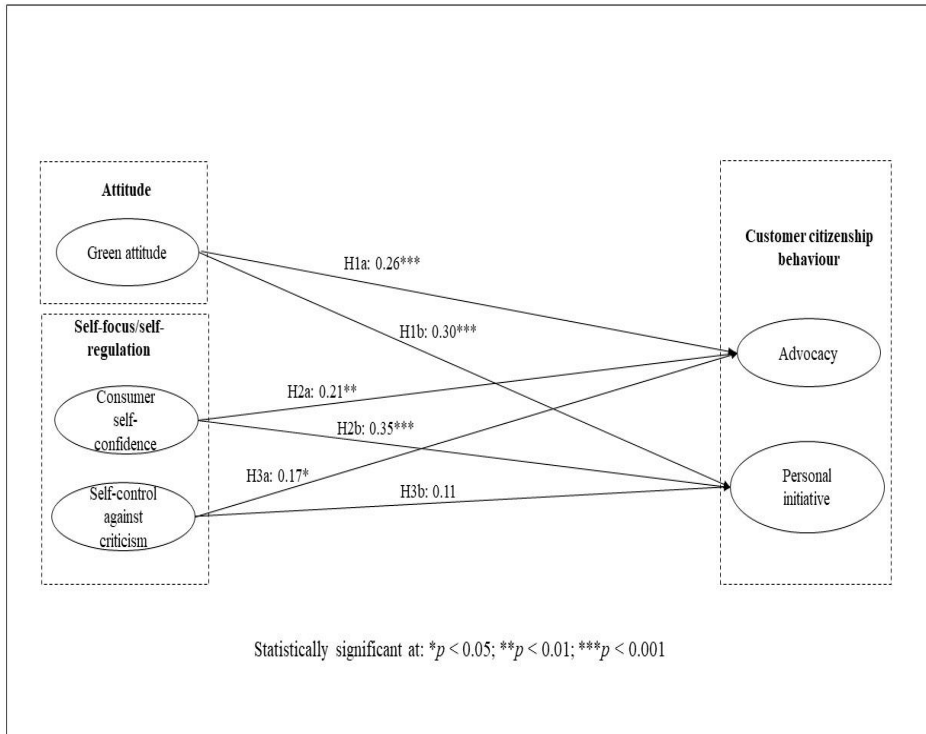 Attitude
Green attitude
Self-focus/self-
regulation
Consumer
self-
confidence
Self-control
against
criticism
H1a: 0.26***
H1b: 0.30***
H2a: 0.21**
H2b: 0.35***
H3a: 0.17*
H3b: 0.11
Customer citizenship
behaviour
Advocacy
Personal
initiative
Statistically significant at: *p < 0.05; **p < 0.01; ***p < 0.001